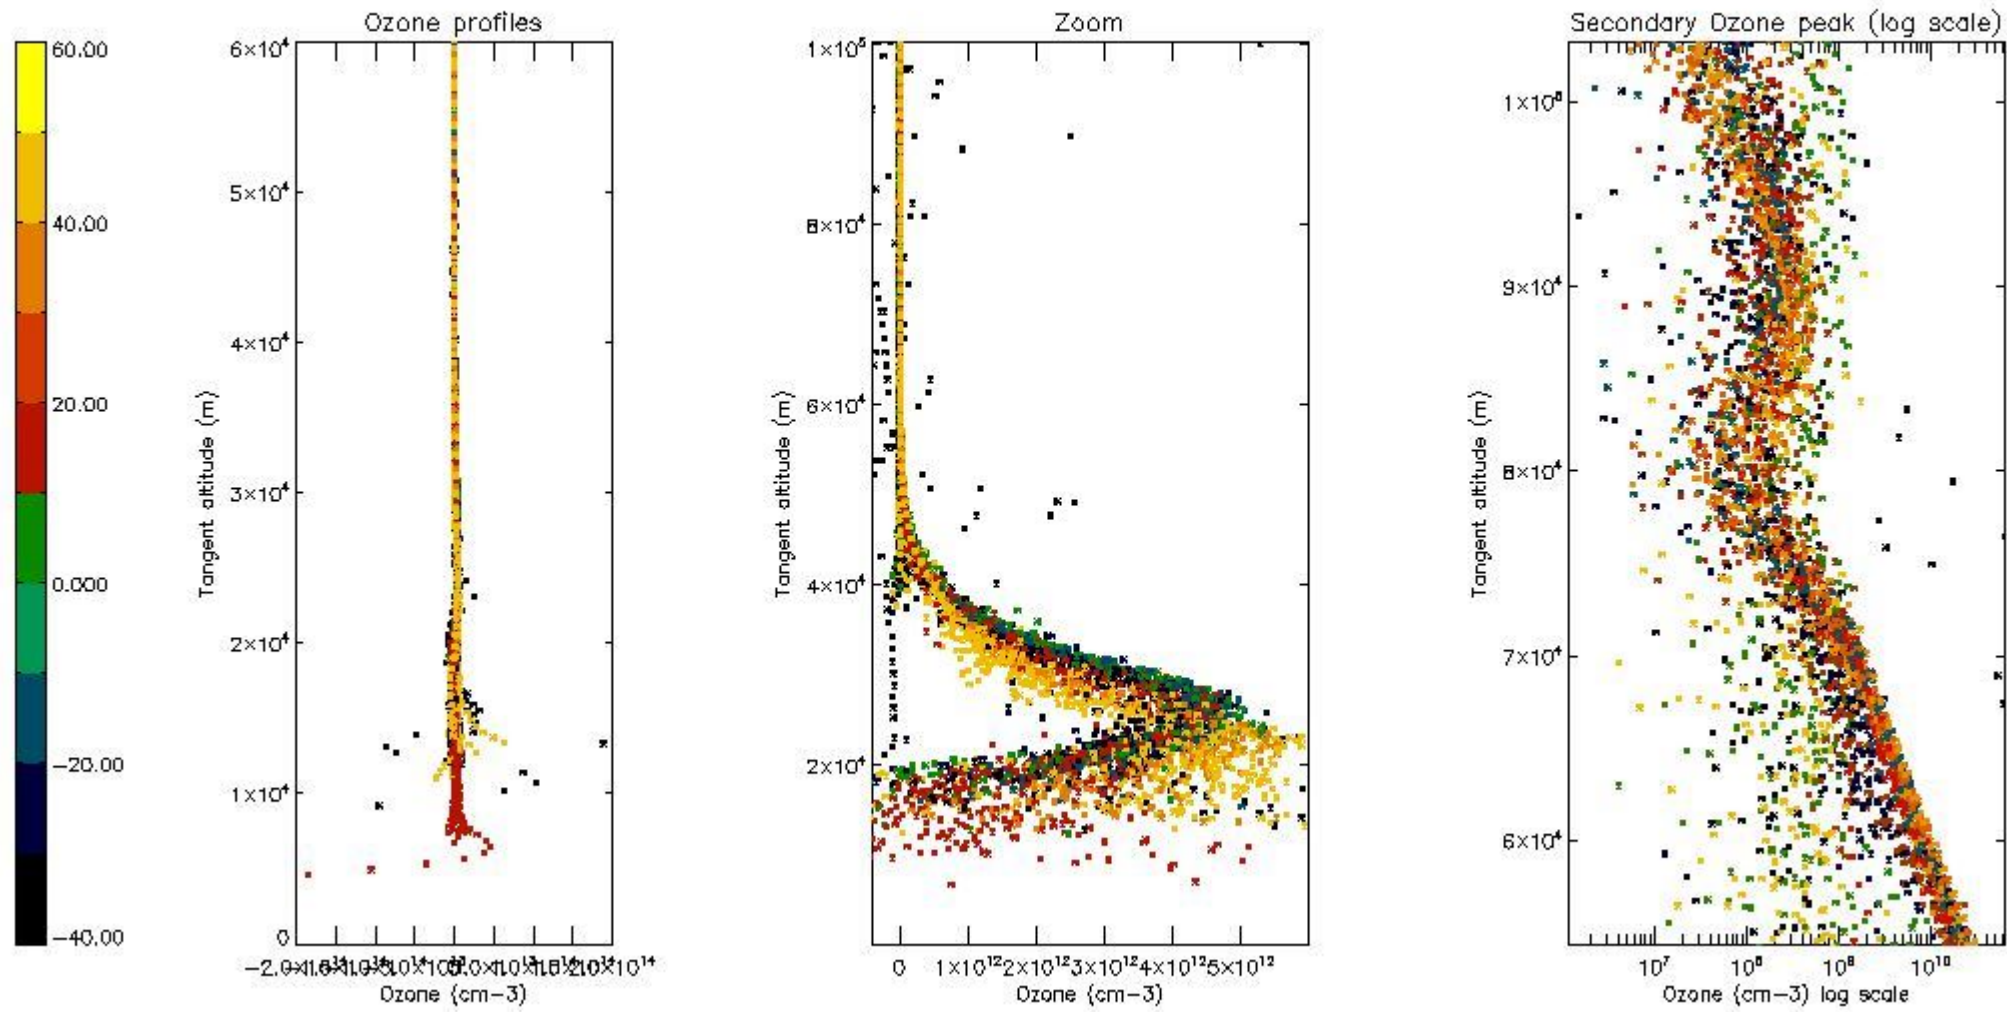 Ozone profiles
Zoom
Secondary Ozone peak (log scale)
60.00
40.00
20.00
0.000
−20.00
−40.00
6×10⁴
5×10⁴
4×10⁴
3×10⁴
2×10⁴
1×10⁴
0
Tangent altitude (m)
Ozone (cm−3)
1×10⁵
8×10⁴
6×10⁴
4×10⁴
2×10⁴
Tangent altitude (m)
0 1×10¹² 2×10¹² 3×10¹² 4×10¹² 5×10¹²
Ozone (cm−3)
9×10⁴
8×10⁴
7×10⁴
6×10⁴
Tangent altitude (m)
10⁷ 10⁸ 10⁹ 10¹⁰
Ozone (cm−3) log scale